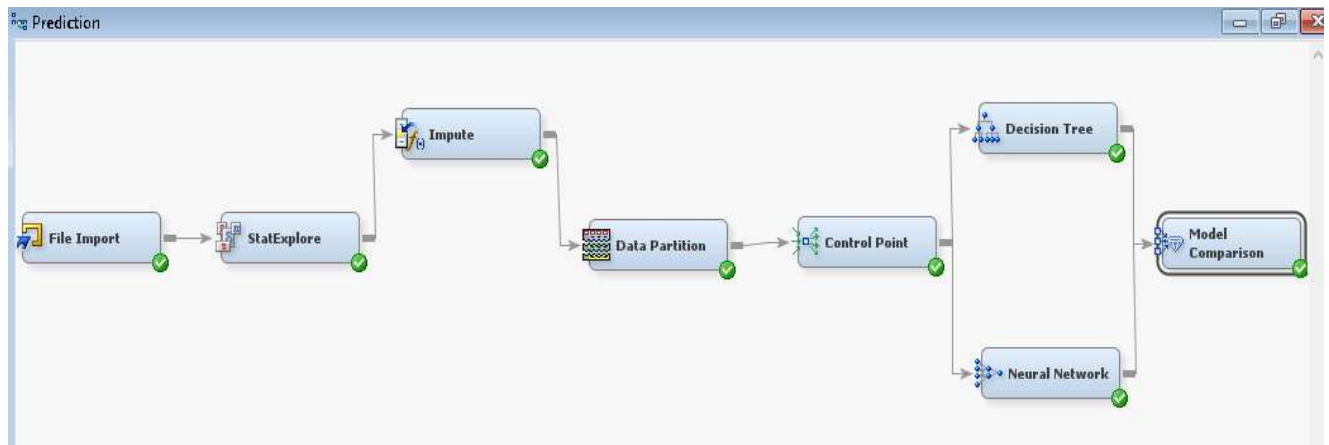 Prediction
Impute
Decision Tree
File Import
StatExplore
Data Partition
Control Point
Model
Comparison
Neural Network